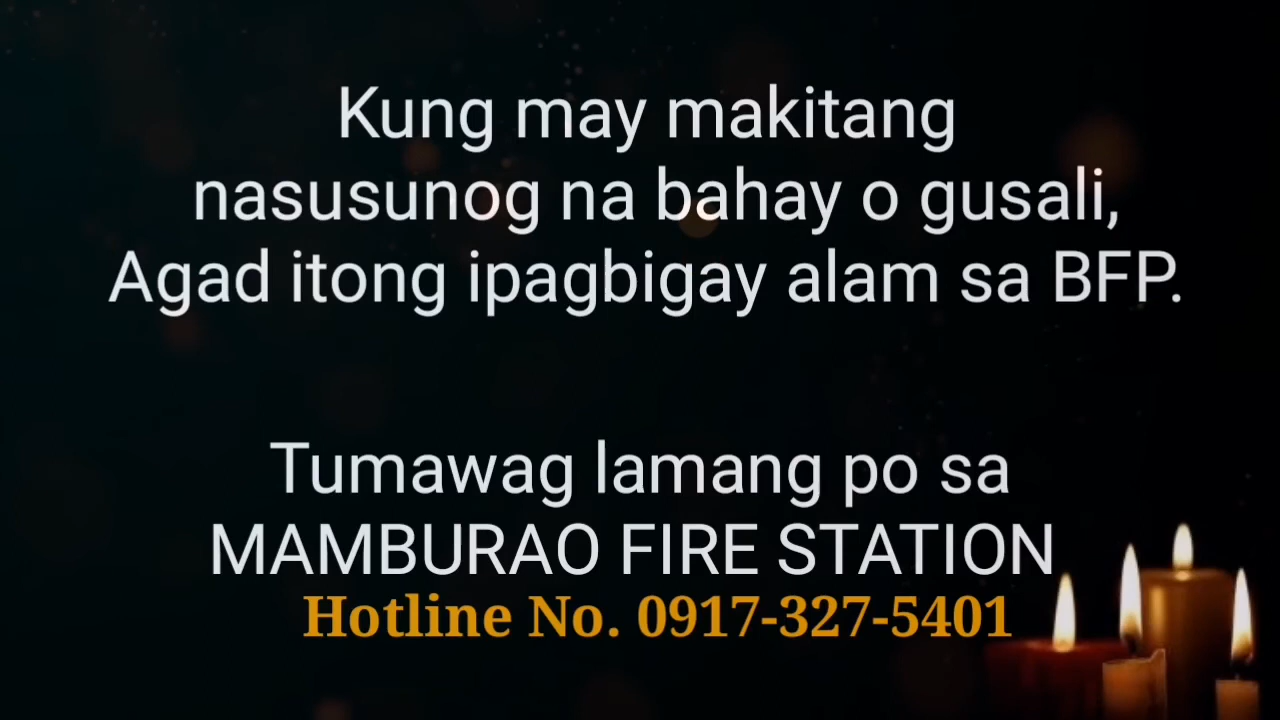 Kung may makitang
nasusunog na bahay o gusali,
Agad itong ipagbigay alam sa BFP.
Tumawag lamang po sa
MAMBURAO FIRE STATION
Hotline No. 0917-327-5401